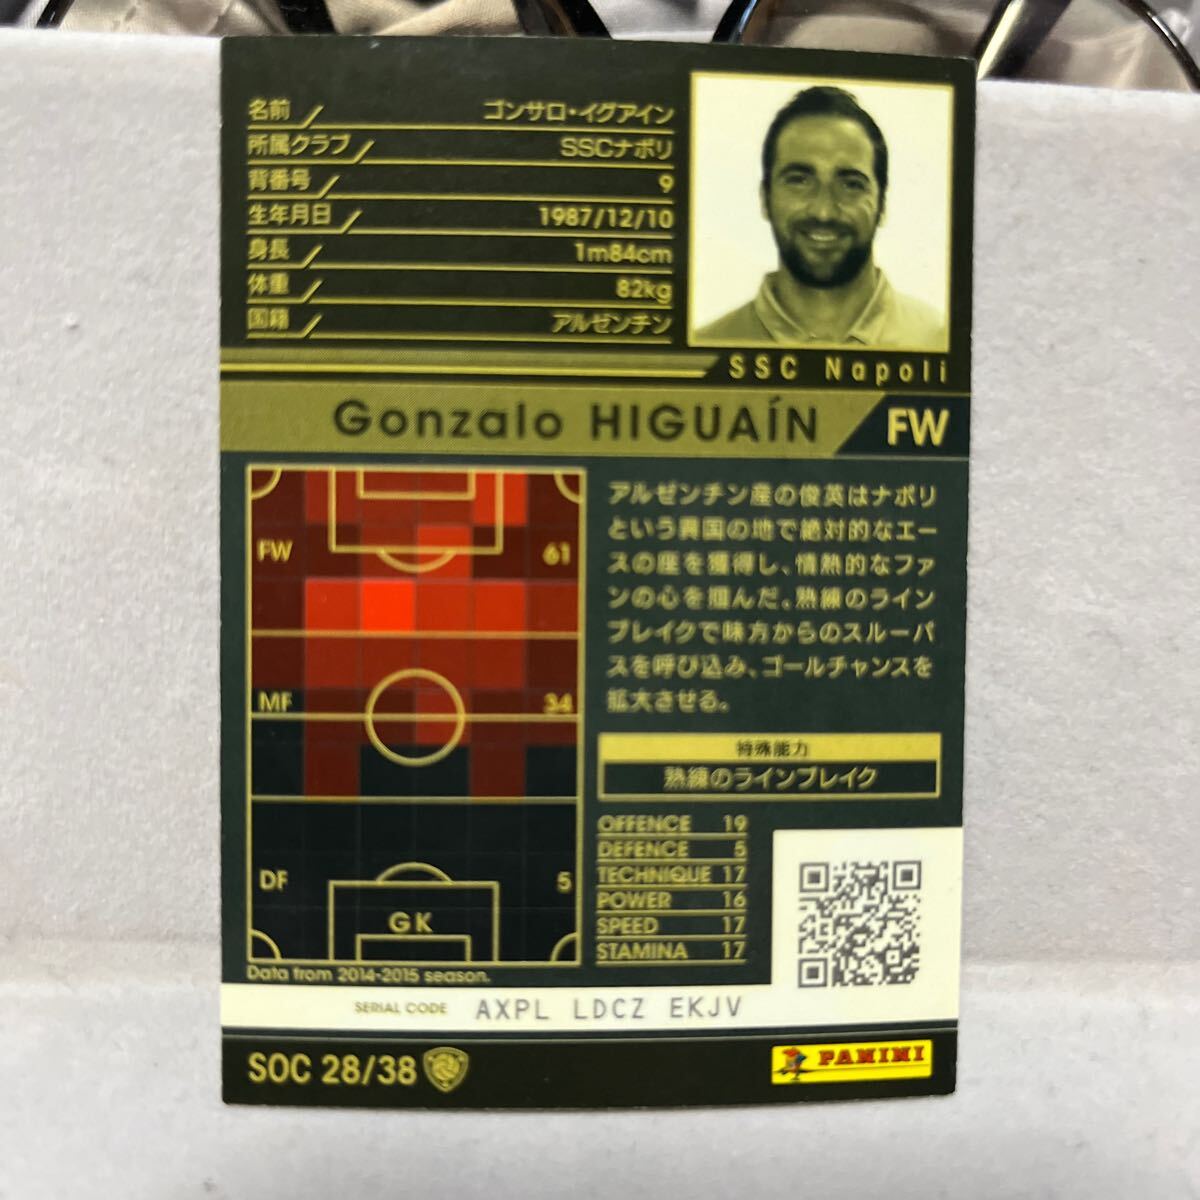 名前 ゴンサロ・イグアイン
所属クラブ SSCナポリ
背番号 9
生年月日 1987/12/10
身長 1m84cm
体重 82kg
国籍 アルゼンチン
SSC Napoli
Gonzalo HIGUAÍN FW
FW 61
MF 34
DF 5
GK
Data from 2014-2015 season.
アルゼンチン産の俊英はナポリ
という異国の地で絶対的なエー
スの座を獲得し、情熱的なファ
ンの心を掴んだ。熟練のライン
ブレイクで味方からのスルーパ
スを呼び込み、ゴールチャンスを
拡大させる。
特殊能力
熟練のラインブレイク
OFFENCE 19
DEFENCE 5
TECHNIQUE 17
POWER 16
SPEED 17
STAMINA 17
SERIAL CODE AXPL LDCZ EKJV
SOC 28/38
PANINI